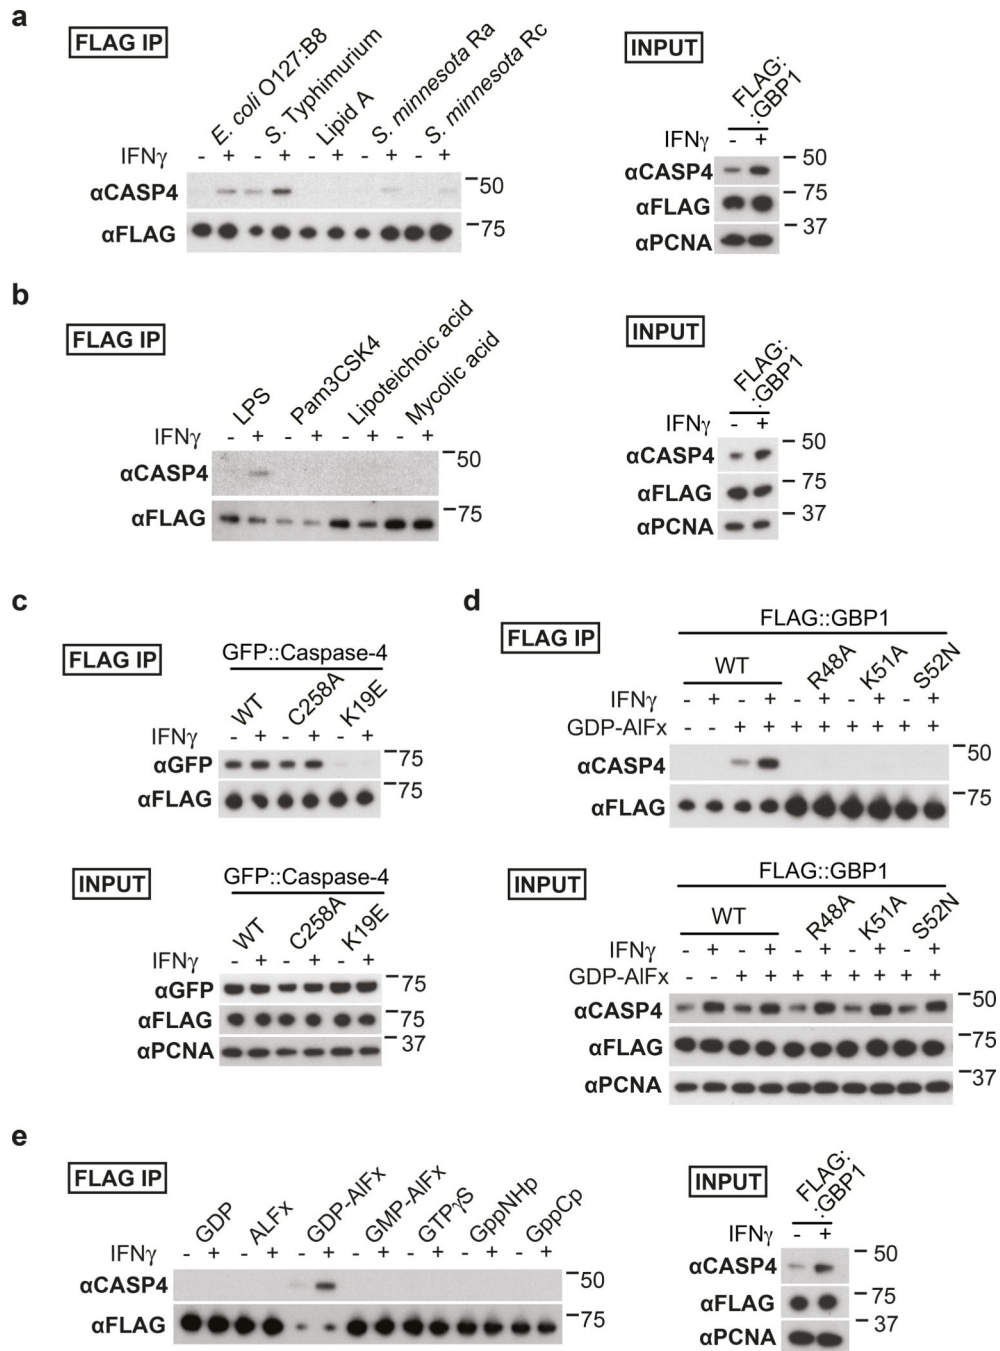 a
FLAG IP
E. coli O127:B8
S. Typhimurium
Lipid A
S. minnesota Ra
S. minnesota Rc
IFNγ - + - + - + - + - +
αCASP4 50
αFLAG 75
INPUT
FLAG:
:GBP1
IFNγ - +
αCASP4 50
αFLAG 75
αPCNA 37
b
FLAG IP
LPS
Pam3CSK4
Lipoteichoic acid
Mycolic acid
IFNγ - + - + - + - +
αCASP4 50
αFLAG 75
INPUT
FLAG:
:GBP1
IFNγ - +
αCASP4 50
αFLAG 75
αPCNA 37
c
FLAG IP
GFP::Caspase-4
WT C258A K19E
IFNγ - + - + - +
αGFP 75
αFLAG 75
INPUT
GFP::Caspase-4
WT C258A K19E
IFNγ - + - + - +
αGFP 75
αFLAG 75
αPCNA 37
d
FLAG IP
FLAG::GBP1
WT R48A K51A S52N
IFNγ - + - + - + - + - +
GDP-AlFx - - + + + + + + + +
αCASP4 50
αFLAG 75
INPUT
FLAG::GBP1
WT R48A K51A S52N
IFNγ - + - + - + - + - +
GDP-AlFx - - + + + + + + + +
αCASP4 50
αFLAG 75
αPCNA 37
e
FLAG IP
GDP
ALFx
GDP-AlFx
GMP-AlFx
GTPγS
GppNHp
GppCp
IFNγ - + - + - + - + - + - + - +
αCASP4 50
αFLAG 75
INPUT
FLAG:
:GBP1
IFNγ - +
αCASP4 50
αFLAG 75
αPCNA 37